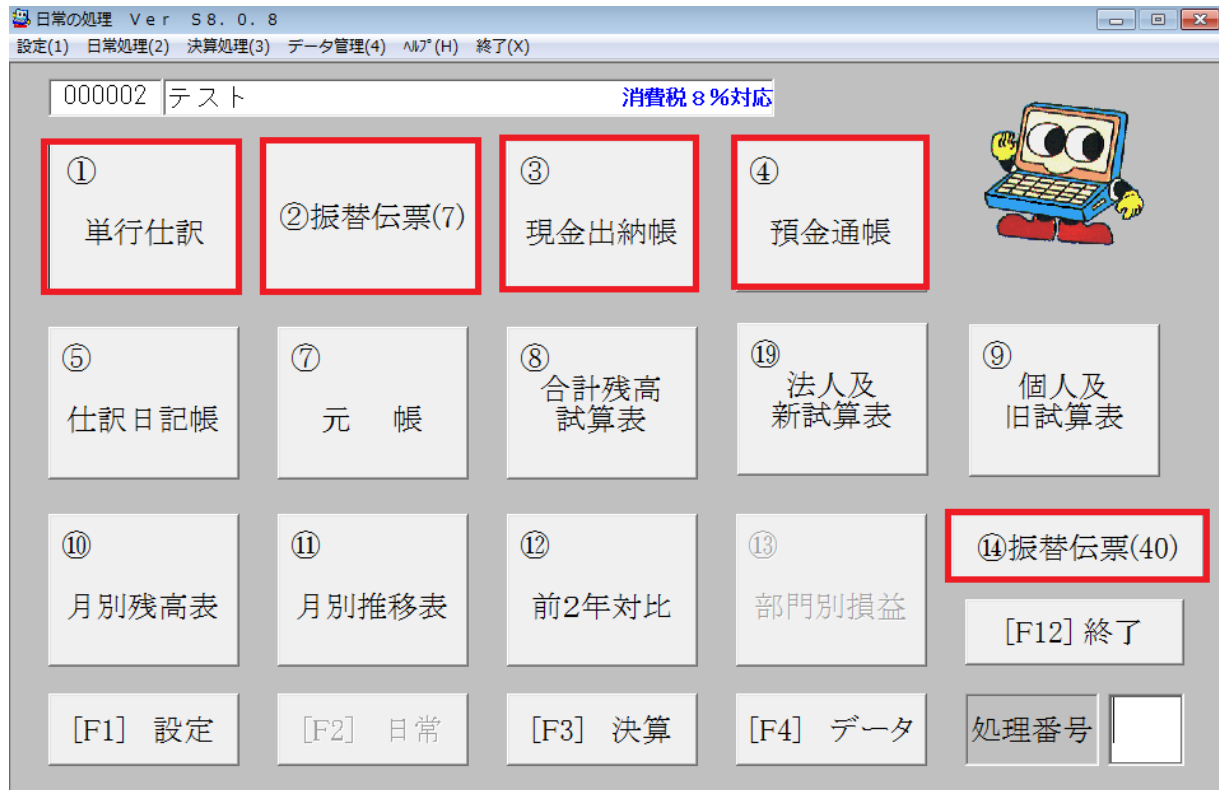 日常の処理 Ｖｅｒ Ｓ８．０．８
設定(1) 日常処理(2) 決算処理(3) データ管理(4) ﾍﾙﾌﾟ(H) 終了(X)
000002 テスト 消費税８％対応
①
単行仕訳
②振替伝票(7)
③
現金出納帳
④
預金通帳
⑤
仕訳日記帳
⑦
元　帳
⑧
合計残高
試算表
⑲
法人及
新試算表
⑨
個人及
旧試算表
⑩
月別残高表
⑪
月別推移表
⑫
前2年対比
⑬
部門別損益
⑭振替伝票(40)
[F12] 終了
[F1] 設定
[F2] 日常
[F3] 決算
[F4] データ
処理番号